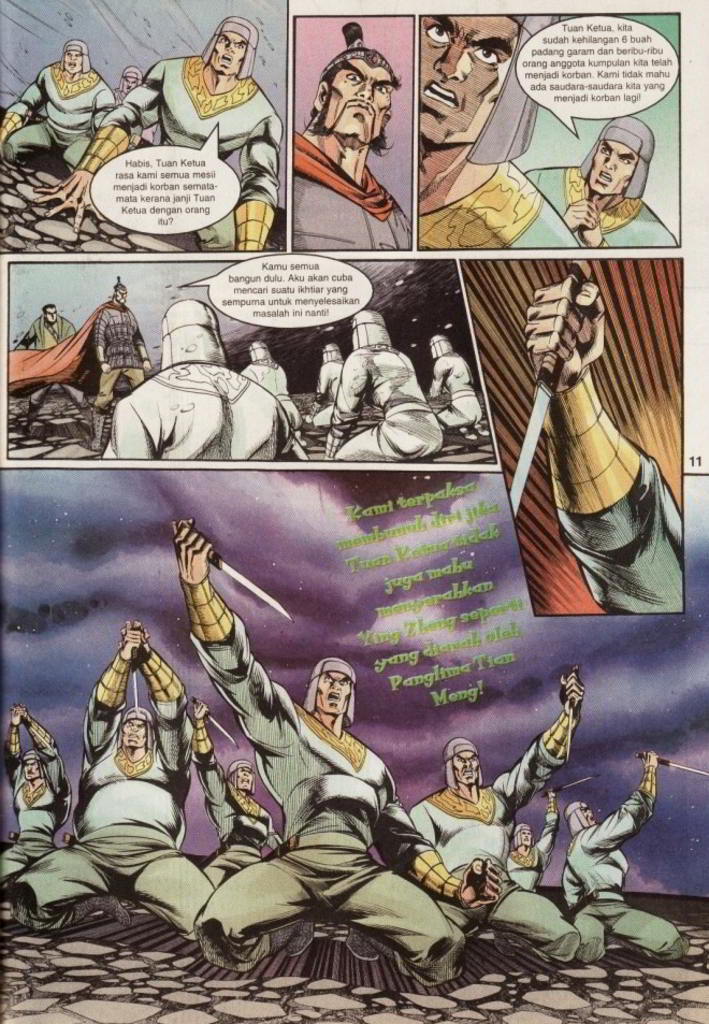 Habis, Tuan Ketua
rasa kami semua mesti
menjadi korban semata-
mata kerana janji Tuan
Ketua dengan orang
itu?
Tuan Ketua, kita
sudah kehilangan 6 buah
padang garam dan beribu-ribu
orang anggota kumpulan kita telah
menjadi korban. Kami tidak mahu
ada saudara-saudara kita yang
menjadi korban lagi!
Kamu semua
bangun dulu. Aku akan cuba
mencari suatu ikhtiar yang
sempurna untuk menyelesaikan
masalah ini nanti!
11
Kami terpaksa
membunuh diri jika
Tuan Ketua tidak
juga mahu
menyerahkan
Ying Zheng seperti
yang diarah oleh
Panglima Tian
Meng!